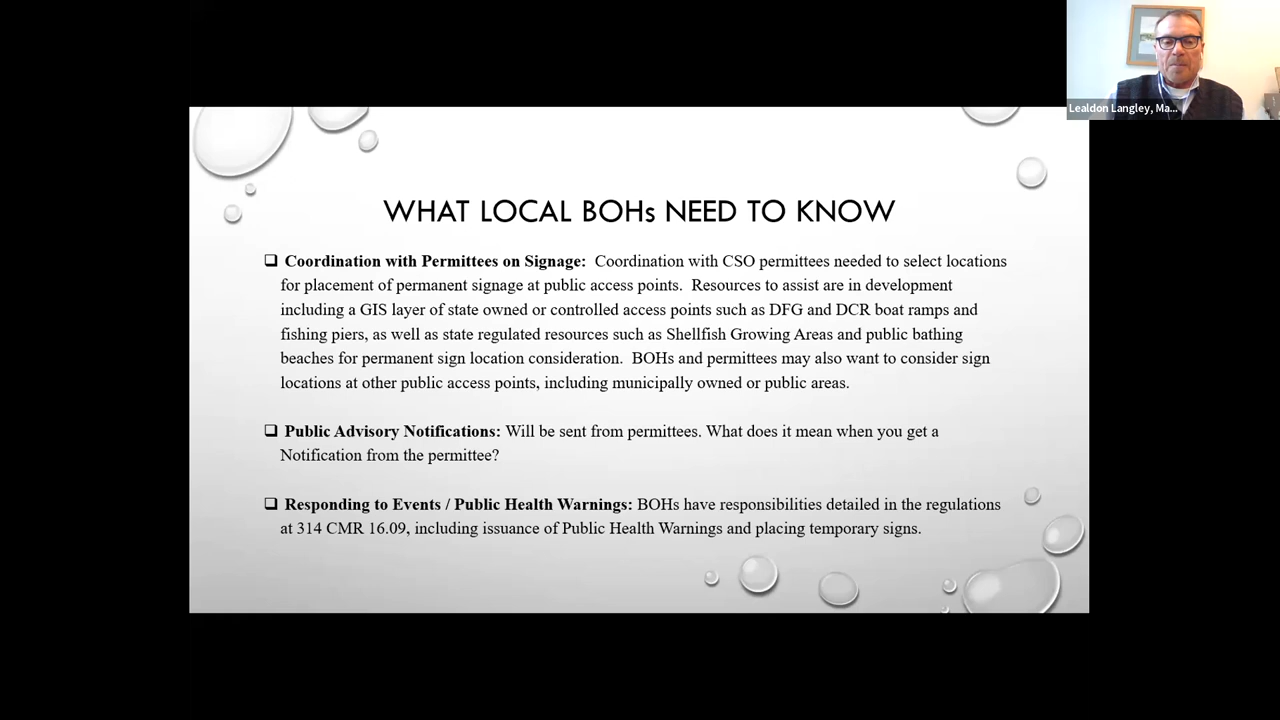 Lealdon Langley, Ma...
WHAT LOCAL BOHs NEED TO KNOW
❑ Coordination with Permittees on Signage: Coordination with CSO permittees needed to select locations
for placement of permanent signage at public access points. Resources to assist are in development
including a GIS layer of state owned or controlled access points such as DFG and DCR boat ramps and
fishing piers, as well as state regulated resources such as Shellfish Growing Areas and public bathing
beaches for permanent sign location consideration. BOHs and permittees may also want to consider sign
locations at other public access points, including municipally owned or public areas.
❑ Public Advisory Notifications: Will be sent from permittees. What does it mean when you get a
Notification from the permittee?
❑ Responding to Events / Public Health Warnings: BOHs have responsibilities detailed in the regulations
at 314 CMR 16.09, including issuance of Public Health Warnings and placing temporary signs.